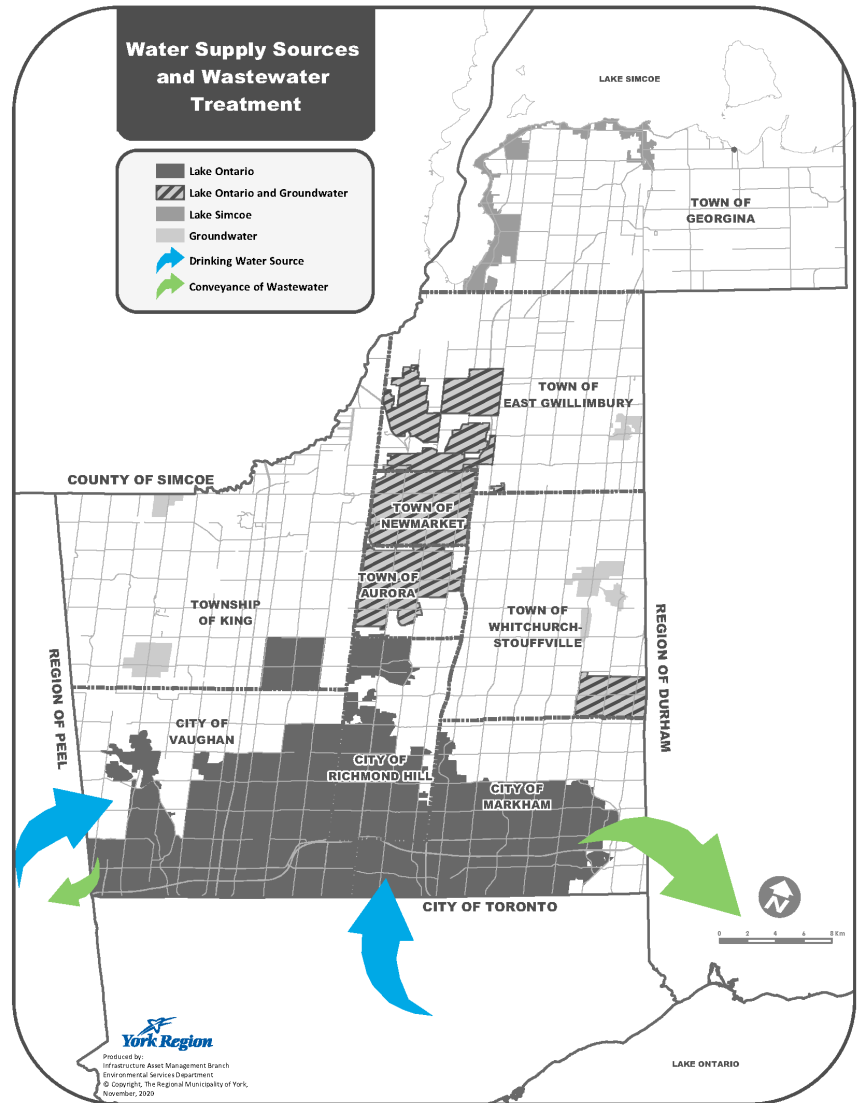 Water Supply Sources
and Wastewater
Treatment
Lake Ontario
Lake Ontario and Groundwater
Lake Simcoe
Groundwater
Drinking Water Source
Conveyance of Wastewater
LAKE SIMCOE
TOWN OF
GEORGINA
TOWN OF
EAST GWILLIMBURY
COUNTY OF SIMCOE
TOWN OF
NEWMARKET
TOWN OF
AURORA
TOWNSHIP
OF KING
TOWN OF
WHITCHURCH-
STOUFFVILLE
REGION OF PEEL
REGION OF DURHAM
CITY OF
VAUGHAN
CITY OF
RICHMOND HILL
CITY OF
MARKHAM
CITY OF TORONTO
N
0 2 4 6 8 Km
LAKE ONTARIO
York Region
Produced by:
Infrastructure Asset Management Branch
Environmental Services Department
© Copyright, The Regional Municipality of York,
November, 2020